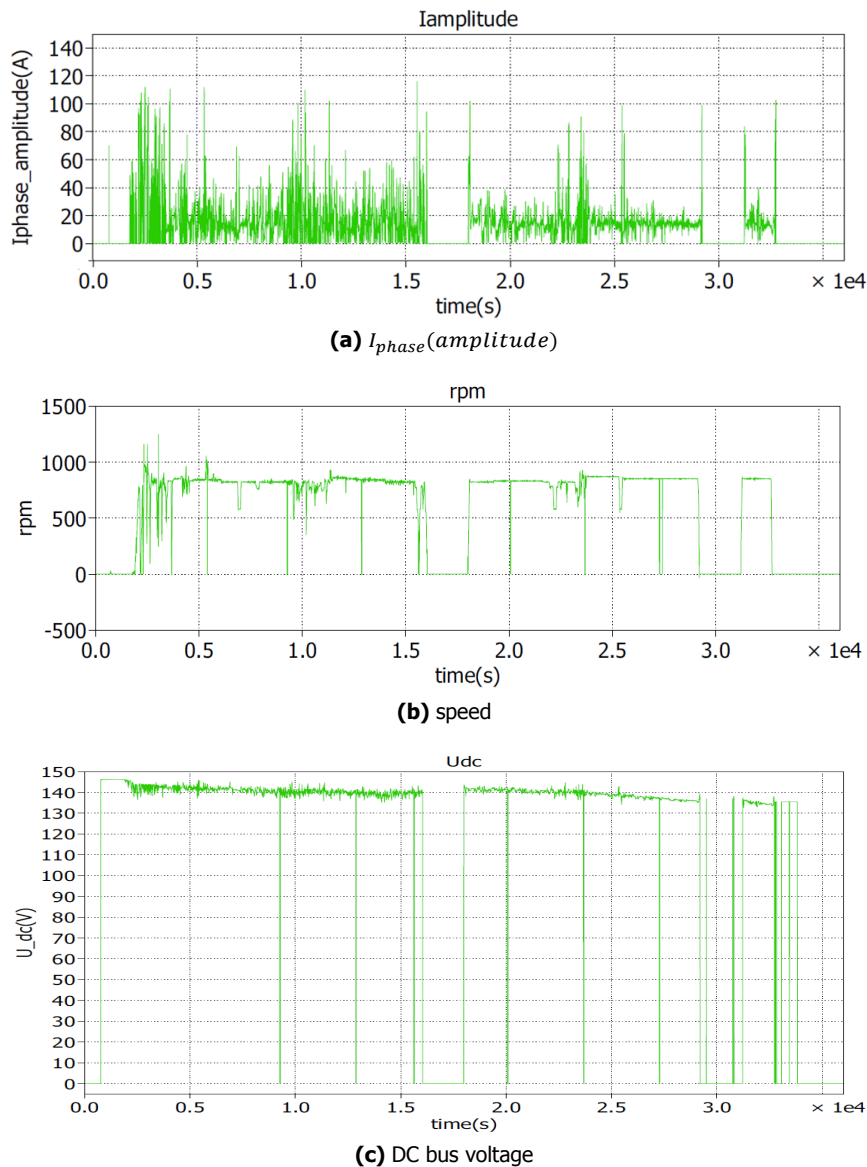 Iamplitude
140
120
100
80
60
40
20
0
Iphase_amplitude(A)
0.0 0.5 1.0 1.5 2.0 2.5 3.0 × 1e4
time(s)
(a) I_phase(amplitude)
rpm
1500
1000
500
0
-500
rpm
0.0 0.5 1.0 1.5 2.0 2.5 3.0 × 1e4
time(s)
(b) speed
Udc
150
140
130
120
110
100
90
80
70
60
50
40
30
20
10
0
U_dc(V)
0.0 0.5 1.0 1.5 2.0 2.5 3.0 × 1e4
time(s)
(c) DC bus voltage